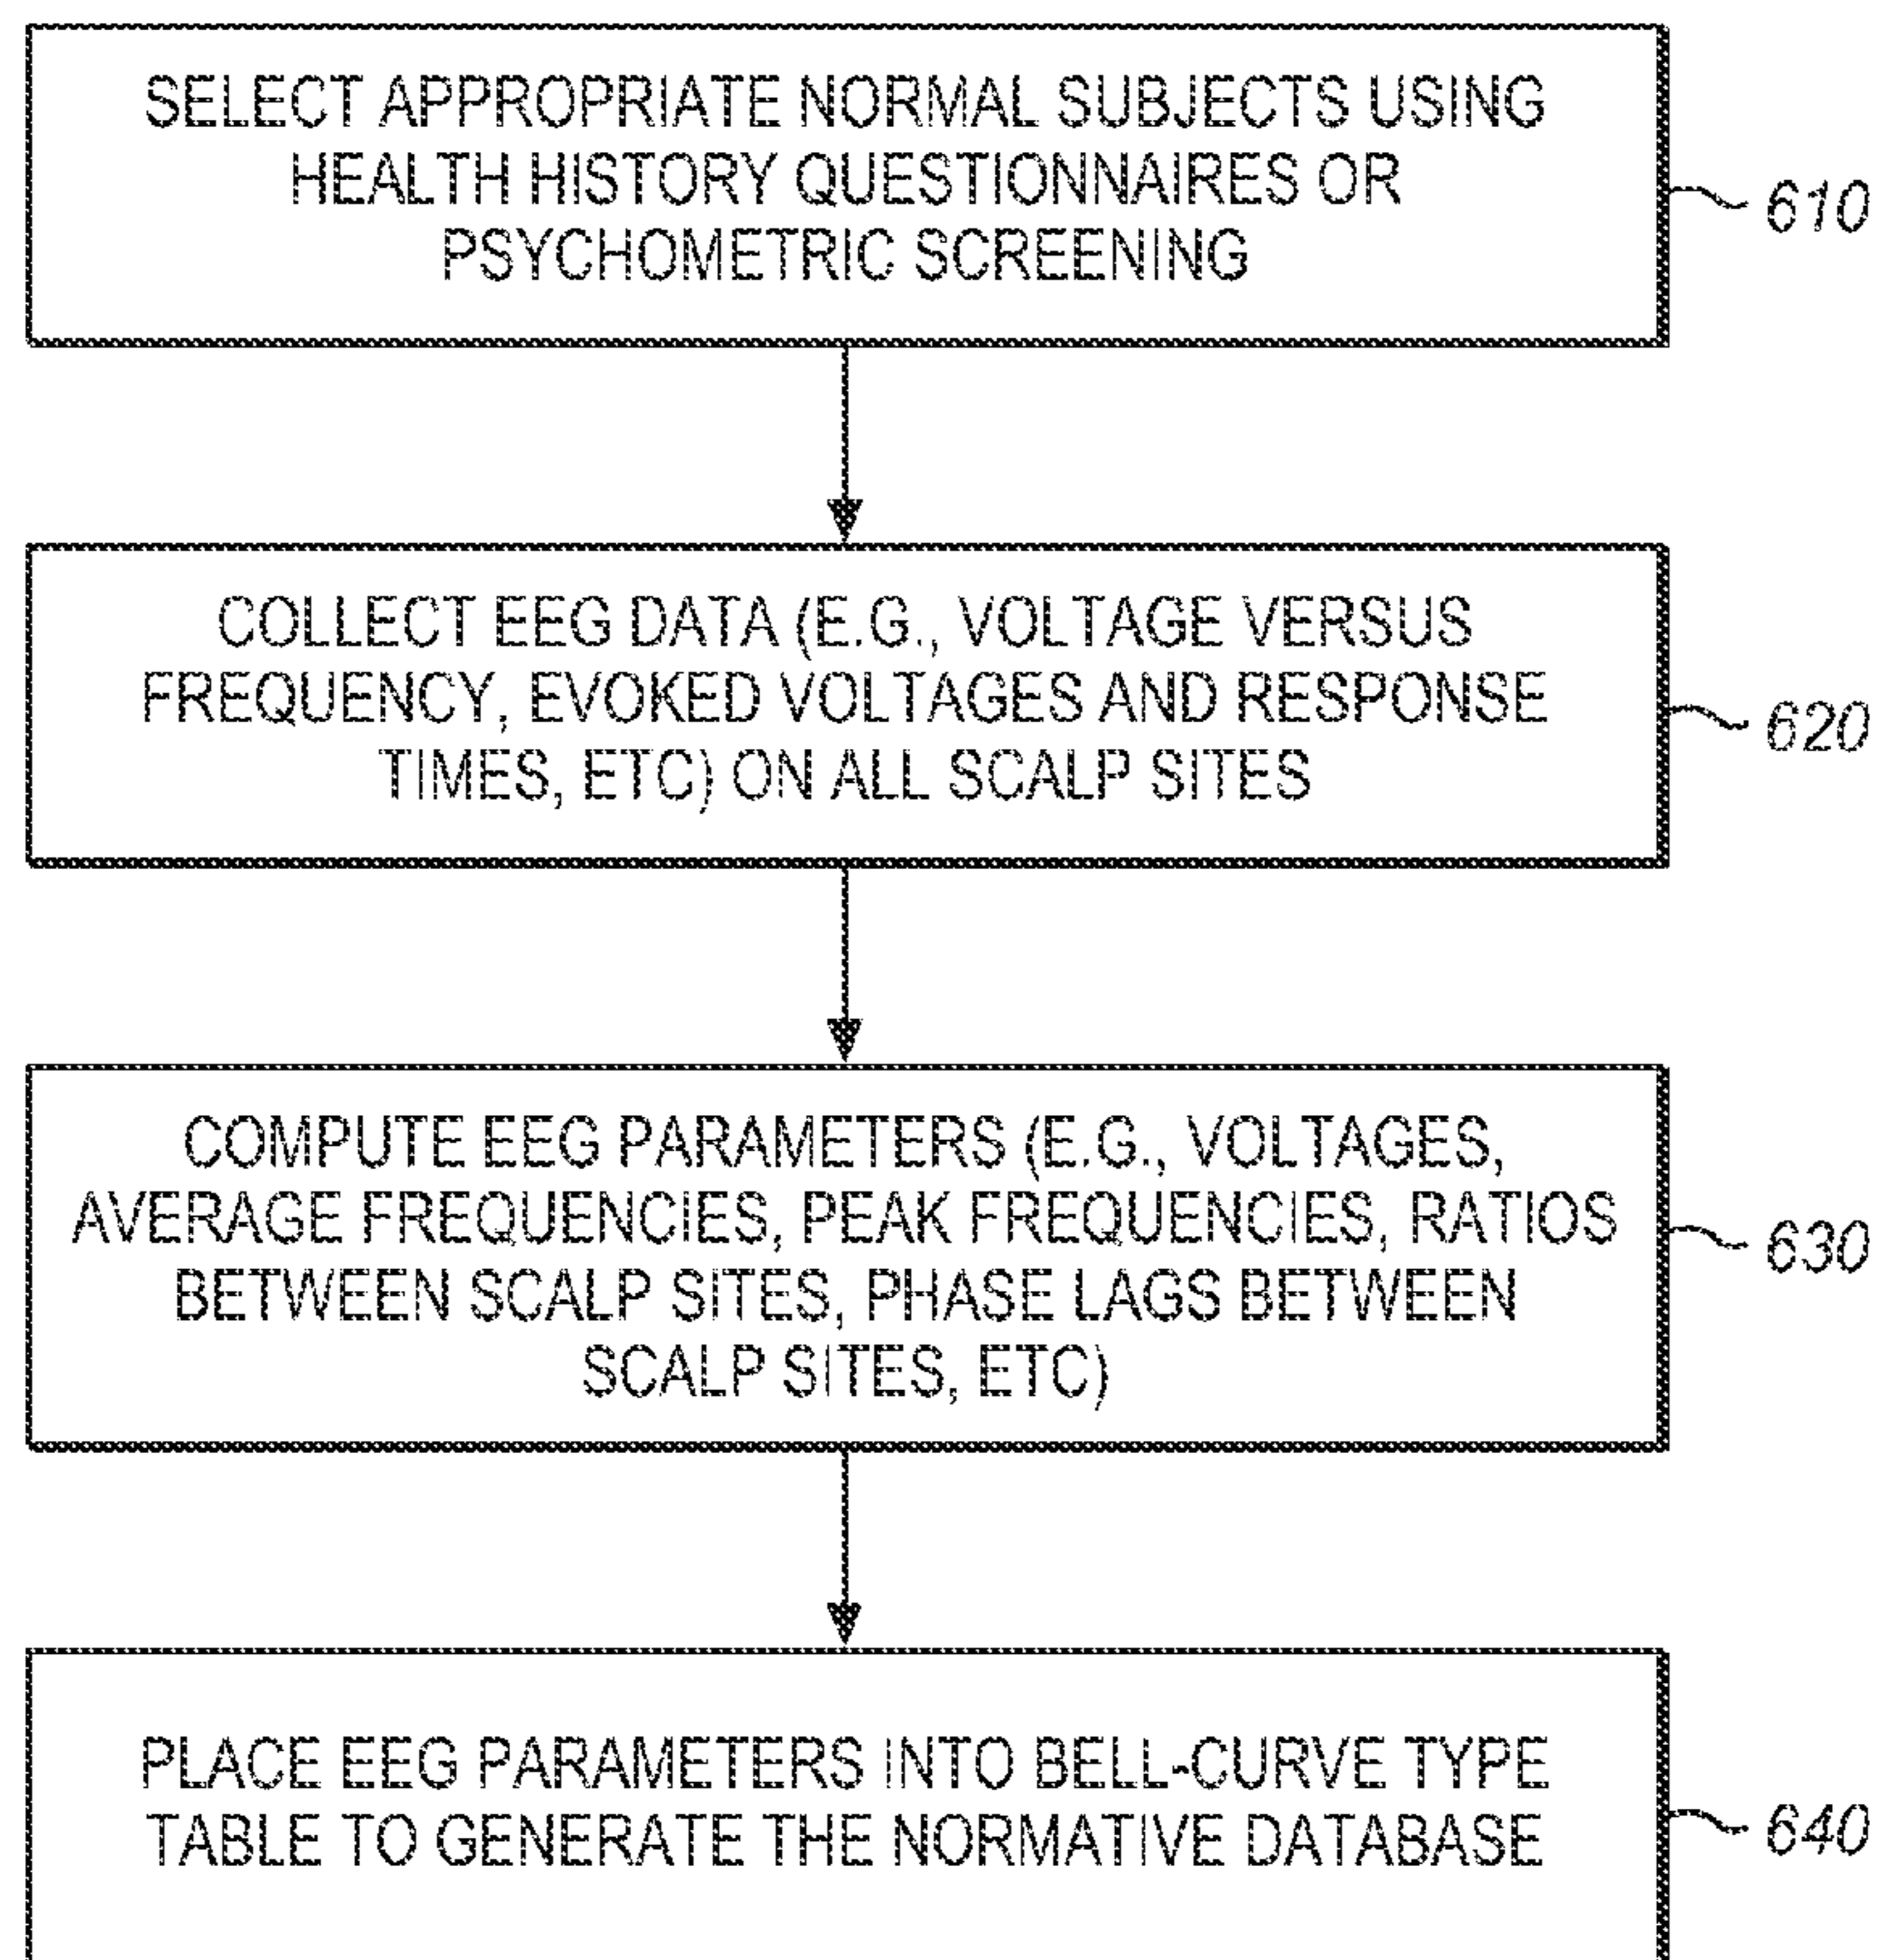 SELECT APPROPRIATE NORMAL SUBJECTS USING
HEALTH HISTORY QUESTIONNAIRES OR
PSYCHOMETRIC SCREENING
610
COLLECT EEG DATA (E.G., VOLTAGE VERSUS
FREQUENCY, EVOKED VOLTAGES AND RESPONSE
TIMES, ETC) ON ALL SCALP SITES
620
COMPUTE EEG PARAMETERS (E.G., VOLTAGES,
AVERAGE FREQUENCIES, PEAK FREQUENCIES, RATIOS
BETWEEN SCALP SITES, PHASE LAGS BETWEEN
SCALP SITES, ETC)
630
PLACE EEG PARAMETERS INTO BELL-CURVE TYPE
TABLE TO GENERATE THE NORMATIVE DATABASE
640